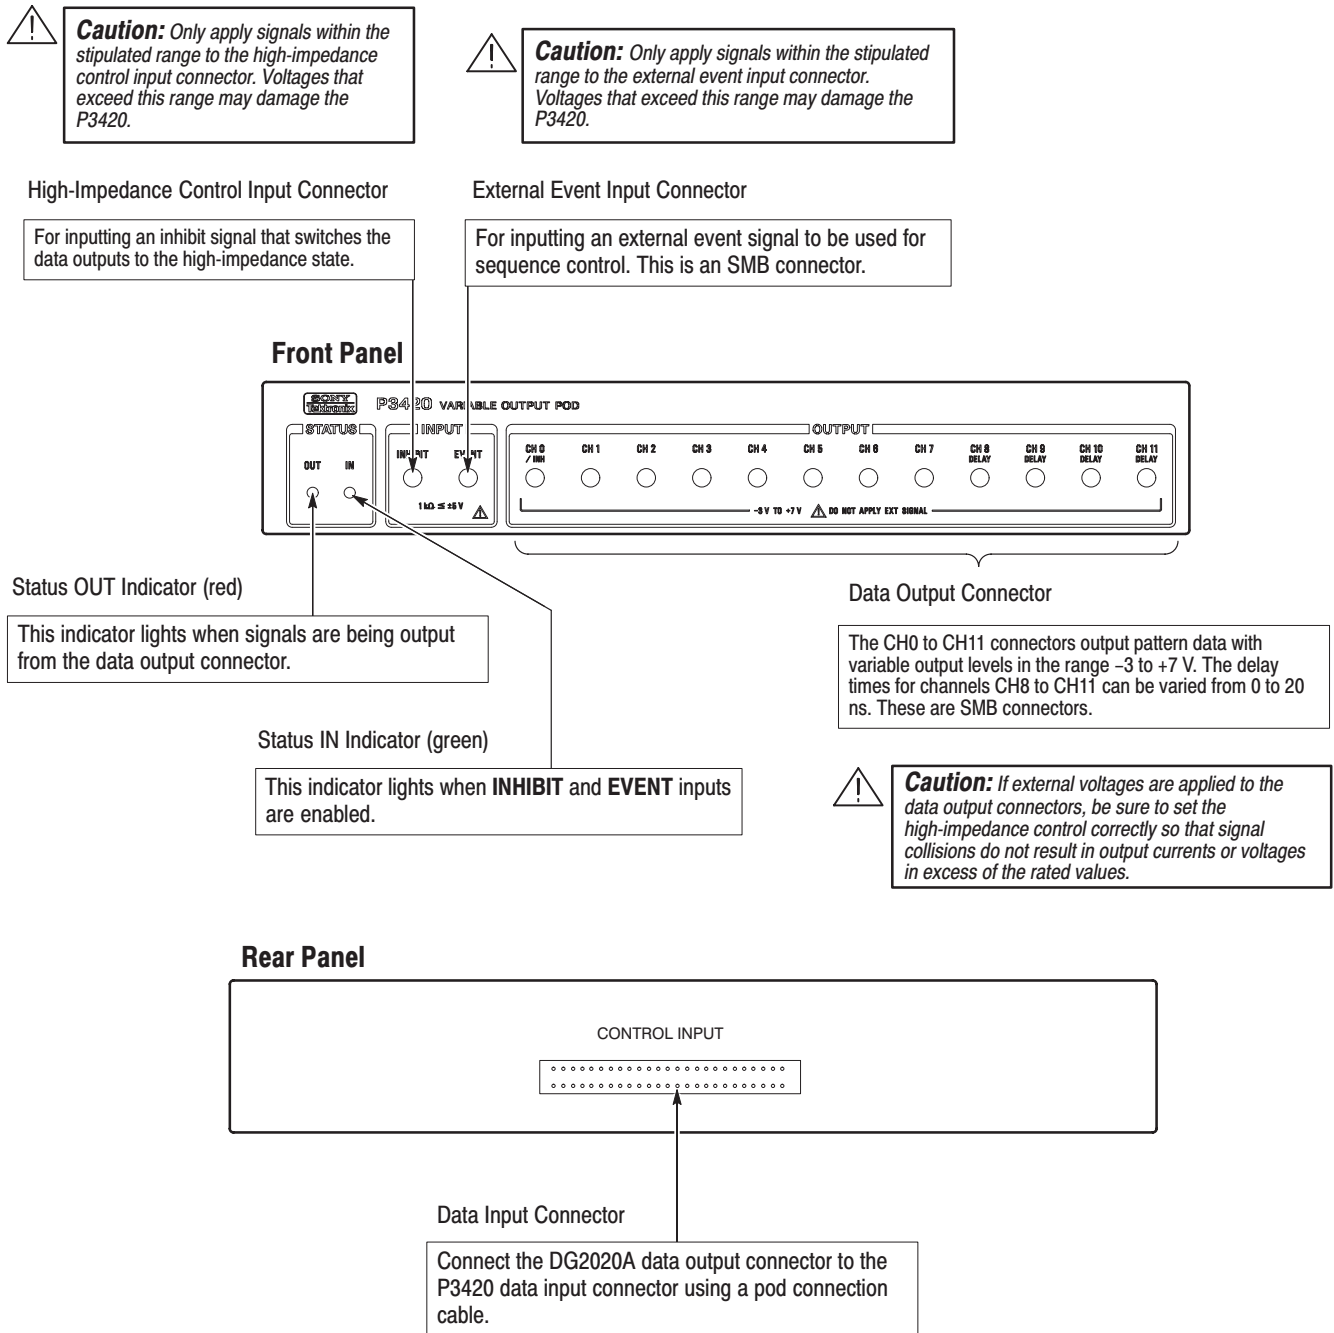 Caution: Only apply signals within the
stipulated range to the high-impedance
control input connector. Voltages that
exceed this range may damage the
P3420.
Caution: Only apply signals within the stipulated
range to the external event input connector.
Voltages that exceed this range may damage the
P3420.
High-Impedance Control Input Connector
For inputting an inhibit signal that switches the
data outputs to the high-impedance state.
External Event Input Connector
For inputting an external event signal to be used for
sequence control. This is an SMB connector.
Front Panel
SONY
Tektronix
P3420 VARIABLE OUTPUT POD
STATUS
OUT IN
INPUT
INHIBIT EVENT
1 kΩ ≤ ±5 V
OUTPUT
CH 0
/ INH
CH 1
CH 2
CH 3
CH 4
CH 5
CH 6
CH 7
CH 8
DELAY
CH 9
DELAY
CH 10
DELAY
CH 11
DELAY
–3 V TO +7 V DO NOT APPLY EXT SIGNAL
Status OUT Indicator (red)
This indicator lights when signals are being output
from the data output connector.
Status IN Indicator (green)
This indicator lights when INHIBIT and EVENT inputs
are enabled.
Data Output Connector
The CH0 to CH11 connectors output pattern data with
variable output levels in the range –3 to +7 V. The delay
times for channels CH8 to CH11 can be varied from 0 to 20
ns. These are SMB connectors.
Caution: If external voltages are applied to the
data output connectors, be sure to set the
high-impedance control correctly so that signal
collisions do not result in output currents or voltages
in excess of the rated values.
Rear Panel
CONTROL INPUT
Data Input Connector
Connect the DG2020A data output connector to the
P3420 data input connector using a pod connection
cable.